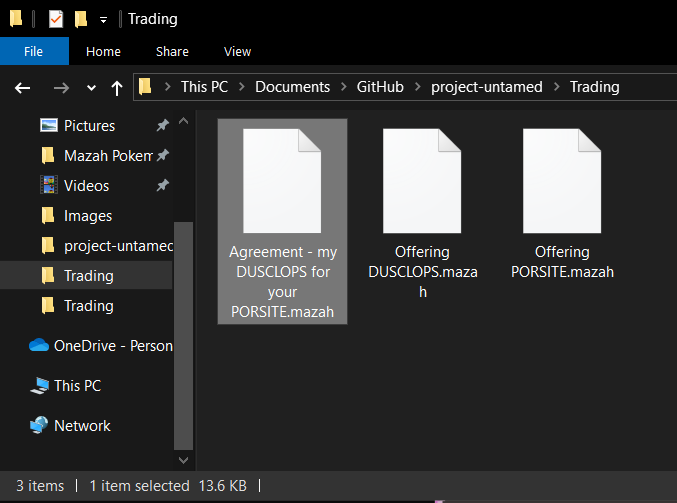 Trading
File Home Share View
This PC Documents GitHub project-untamed Trading
Pictures
Mazah Pokem
Videos
Images
project-untamed
Trading
Trading
OneDrive - Person
This PC
Network
Agreement - my
DUSCLOPS for
your
PORSITE.mazah
Offering
DUSCLOPS.maza
h
Offering
PORSITE.mazah
3 items 1 item selected 13.6 KB